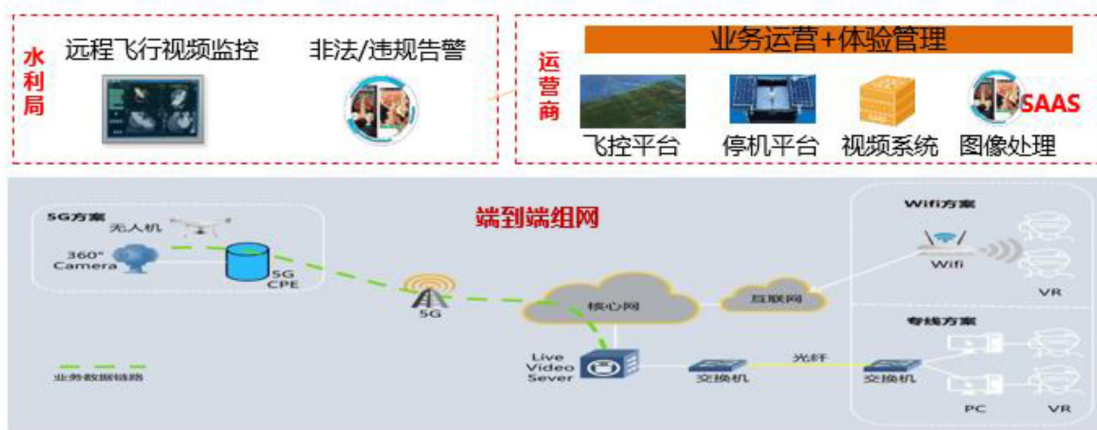 水利局
远程飞行视频监控
非法/违规告警
运营商
业务运营+体验管理
飞控平台
停机平台
视频系统
SAAS
图像处理
端到端组网
5G方案
无人机
360°
Camera
5G
CPE
5G
核心网
互联网
Wifi方案
Wifi
VR
专线方案
Live
Video
Sever
交换机
光纤
交换机
PC
VR
业务数据链路